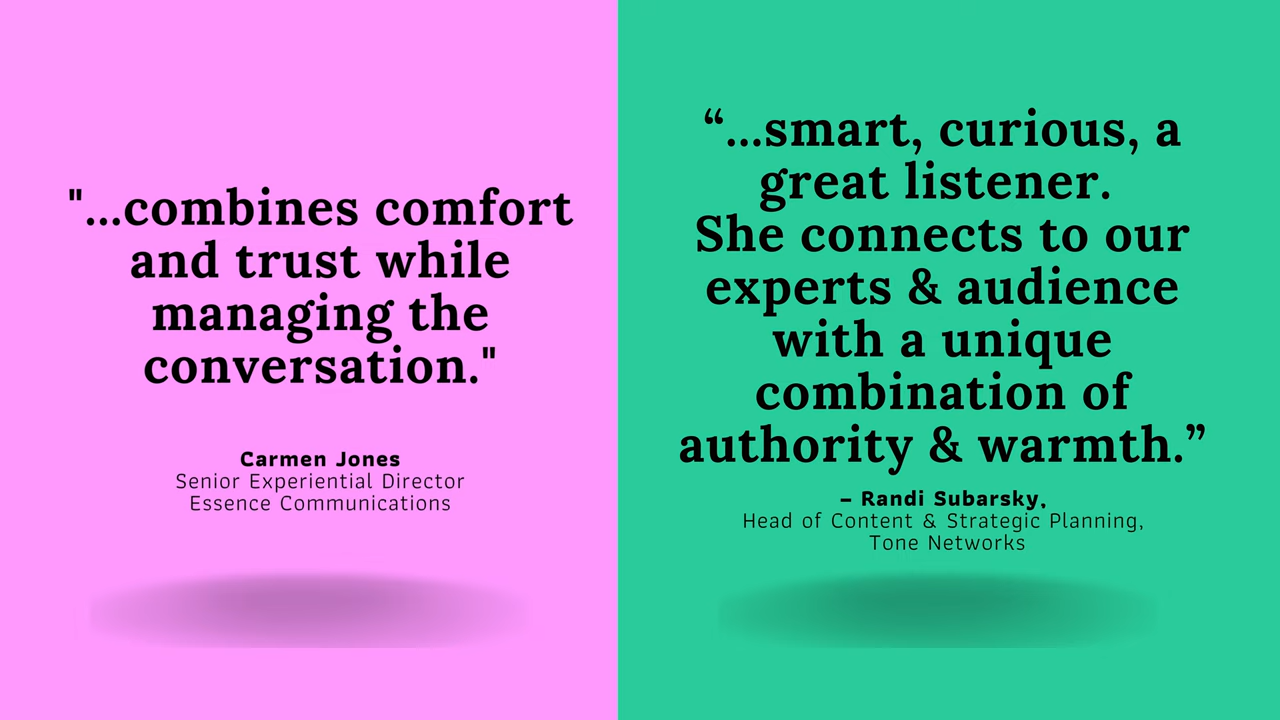 "...combines comfort
and trust while
managing the
conversation."
Carmen Jones
Senior Experiential Director
Essence Communications
“...smart, curious, a
great listener.
She connects to our
experts & audience
with a unique
combination of
authority & warmth.”
– Randi Subarsky,
Head of Content & Strategic Planning,
Tone Networks